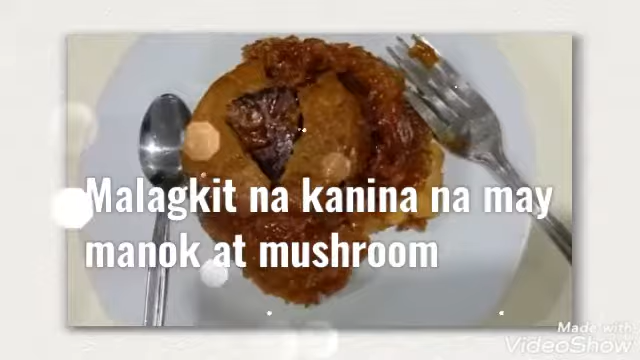 Malagkit na kanina na may
manok at mushroom
Made with
VideoShow